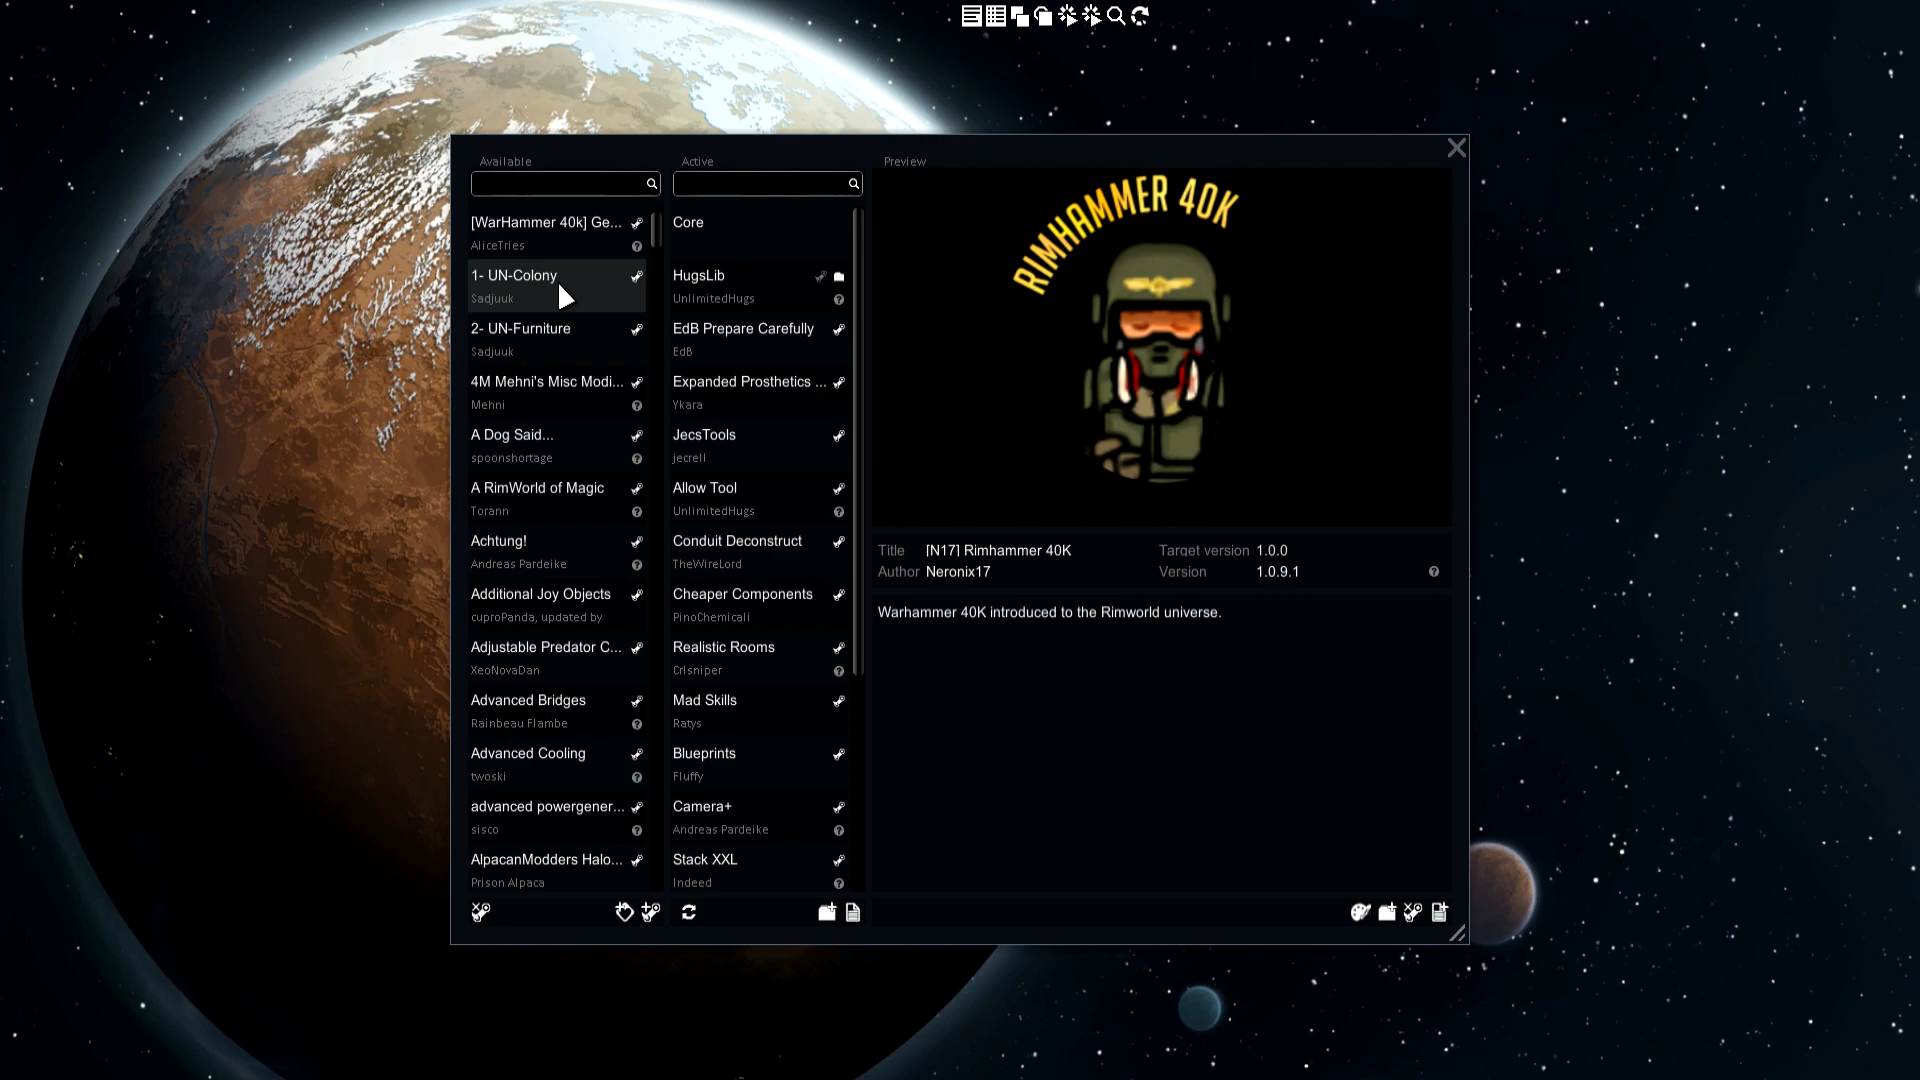 Available
[WarHammer 40k] Ge...
AliceTries
1- UN-Colony
Sadjuuk
2- UN-Furniture
Sadjuuk
4M Mehni's Misc Modi...
Mehni
A Dog Said...
spoonshortage
A RimWorld of Magic
Torann
Achtung!
Andreas Pardeike
Additional Joy Objects
cuproPanda, updated by
Adjustable Predator C...
XeoNovaDan
Advanced Bridges
Rainbeau Flambe
Advanced Cooling
twoski
advanced powergener...
sisco
AlpacanModders Halo...
Prison Alpaca
Active
Core
HugsLib
UnlimitedHugs
EdB Prepare Carefully
EdB
Expanded Prosthetics ...
Ykara
JecsTools
jecrell
Allow Tool
UnlimitedHugs
Conduit Deconstruct
TheWireLord
Cheaper Components
PinoChemicali
Realistic Rooms
Crlsniper
Mad Skills
Ratys
Blueprints
Fluffy
Camera+
Andreas Pardeike
Stack XXL
Indeed
Preview
RIMHAMMER 40K
Title [N17] Rimhammer 40K Target version 1.0.0
Author Neronix17 Version 1.0.9.1
Warhammer 40K introduced to the Rimworld universe.